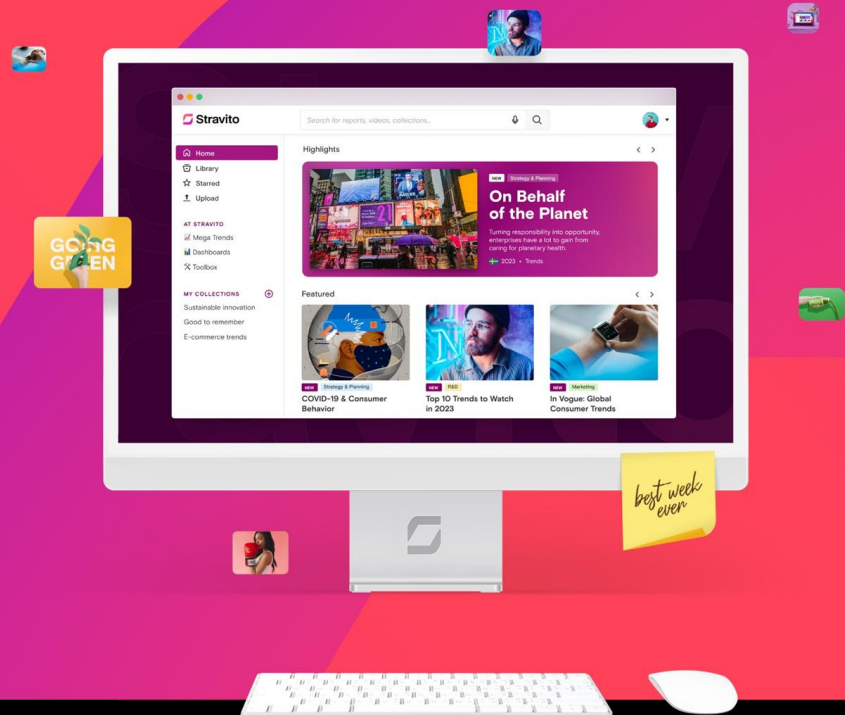 Stravito
Search for reports, videos, collections...
Home
Library
Starred
Upload
AT STRAVITO
Mega Trends
Dashboards
Toolbox
MY COLLECTIONS
Sustainable innovation
Good to remember
E-commerce trends
Highlights
NEW Strategy & Planning
On Behalf
of the Planet
Turning responsibility into opportunity,
enterprises have a lot to gain from
caring for planetary health.
2023 • Trends
Featured
NEW Strategy & Planning
COVID-19 & Consumer
Behavior
NEW R&D
Top 10 Trends to Watch
in 2023
NEW Marketing
In Vogue: Global
Consumer Trends
GOING
GREEN
best week
ever